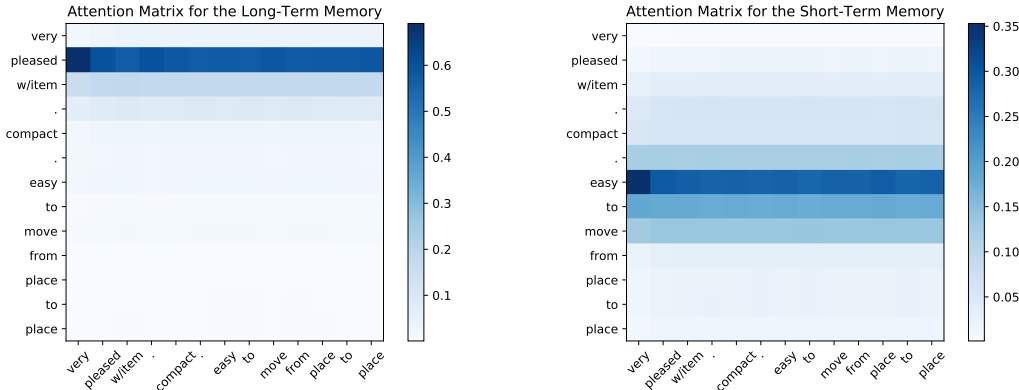 Attention Matrix for the Long-Term Memory
very
pleased
w/item
.
compact
.
easy
to
move
from
place
to
place
very pleased w/item . compact . easy to move from place to place
0.6
0.5
0.4
0.3
0.2
0.1
Attention Matrix for the Short-Term Memory
very
pleased
w/item
.
compact
.
easy
to
move
from
place
to
place
very pleased w/item . compact . easy to move from place to place
0.35
0.30
0.25
0.20
0.15
0.10
0.05